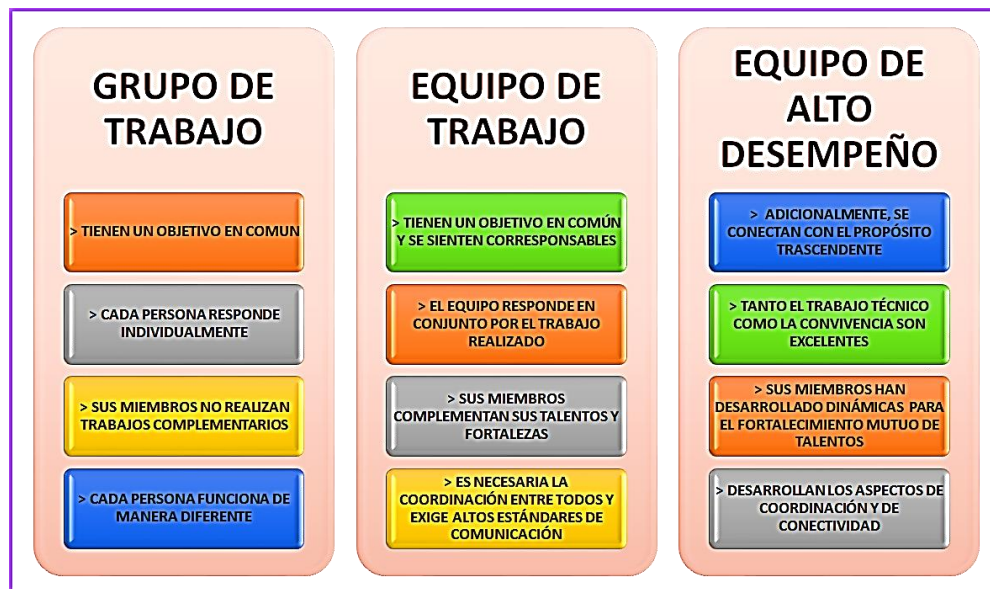 GRUPO DE
TRABAJO
> TIENEN UN OBJETIVO EN COMUN
> CADA PERSONA RESPONDE
INDIVIDUALMENTE
> SUS MIEMBROS NO REALIZAN
TRABAJOS COMPLEMENTARIOS
> CADA PERSONA FUNCIONA DE
MANERA DIFERENTE
EQUIPO DE
TRABAJO
> TIENEN UN OBJETIVO EN COMÚN
Y SE SIENTEN CORRESPONSABLES
> EL EQUIPO RESPONDE EN
CONJUNTO POR EL TRABAJO
REALIZADO
> SUS MIEMBROS
COMPLEMENTAN SUS TALENTOS Y
FORTALEZAS
> ES NECESARIA LA
COORDINACIÓN ENTRE TODOS Y
EXIGE ALTOS ESTÁNDARES DE
COMUNICACIÓN
EQUIPO DE
ALTO
DESEMPEÑO
> ADICIONALMENTE, SE
CONECTAN CON EL PROPÓSITO
TRASCENDENTE
> TANTO EL TRABAJO TÉCNICO
COMO LA CONVIVENCIA SON
EXCELENTES
> SUS MIEMBROS HAN
DESARROLLADO DINÁMICAS PARA
EL FORTALECIMIENTO MUTUO DE
TALENTOS
> DESARROLLAN LOS ASPECTOS DE
COORDINACIÓN Y DE
CONECTIVIDAD